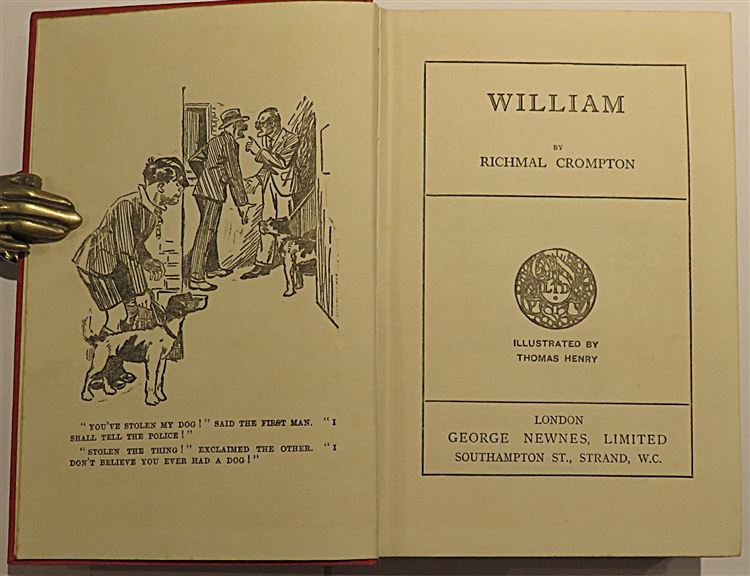 "YOU'VE STOLEN MY DOG!" SAID THE FIRST MAN. "I
SHALL TELL THE POLICE!"
"STOLEN THE THING!" EXCLAIMED THE OTHER. "I
DON'T BELIEVE YOU EVER HAD A DOG!"
WILLIAM
BY
RICHMAL CROMPTON
LTD
ILLUSTRATED BY
THOMAS HENRY
LONDON
GEORGE NEWNES, LIMITED
SOUTHAMPTON ST., STRAND, W.C.